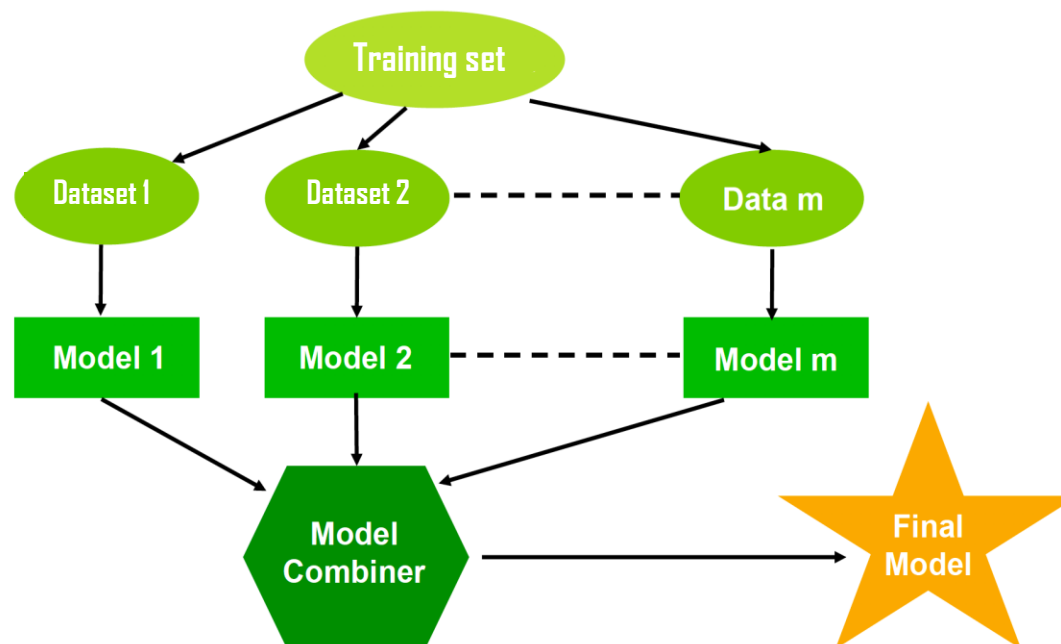 Training set
Dataset 1
Dataset 2
Data m
Model 1
Model 2
Model m
Model
Combiner
Final
Model